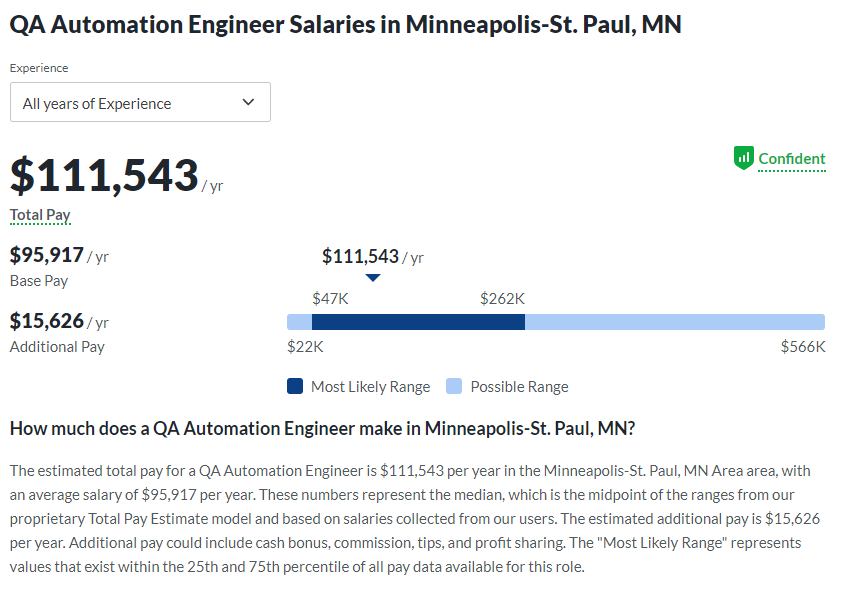 QA Automation Engineer Salaries in Minneapolis-St. Paul, MN
Experience
All years of Experience
$111,543 / yr
Confident
Total Pay
$95,917 / yr
Base Pay
$15,626 / yr
Additional Pay
$111,543 / yr
$47K $262K
$22K $566K
Most Likely Range Possible Range
How much does a QA Automation Engineer make in Minneapolis-St. Paul, MN?
The estimated total pay for a QA Automation Engineer is $111,543 per year in the Minneapolis-St. Paul, MN Area area, with
an average salary of $95,917 per year. These numbers represent the median, which is the midpoint of the ranges from our
proprietary Total Pay Estimate model and based on salaries collected from our users. The estimated additional pay is $15,626
per year. Additional pay could include cash bonus, commission, tips, and profit sharing. The "Most Likely Range" represents
values that exist within the 25th and 75th percentile of all pay data available for this role.